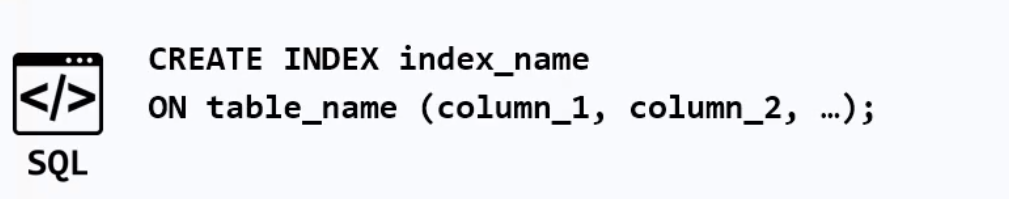 CREATE INDEX index_name
ON table_name (column_1, column_2, …);
</>
SQL